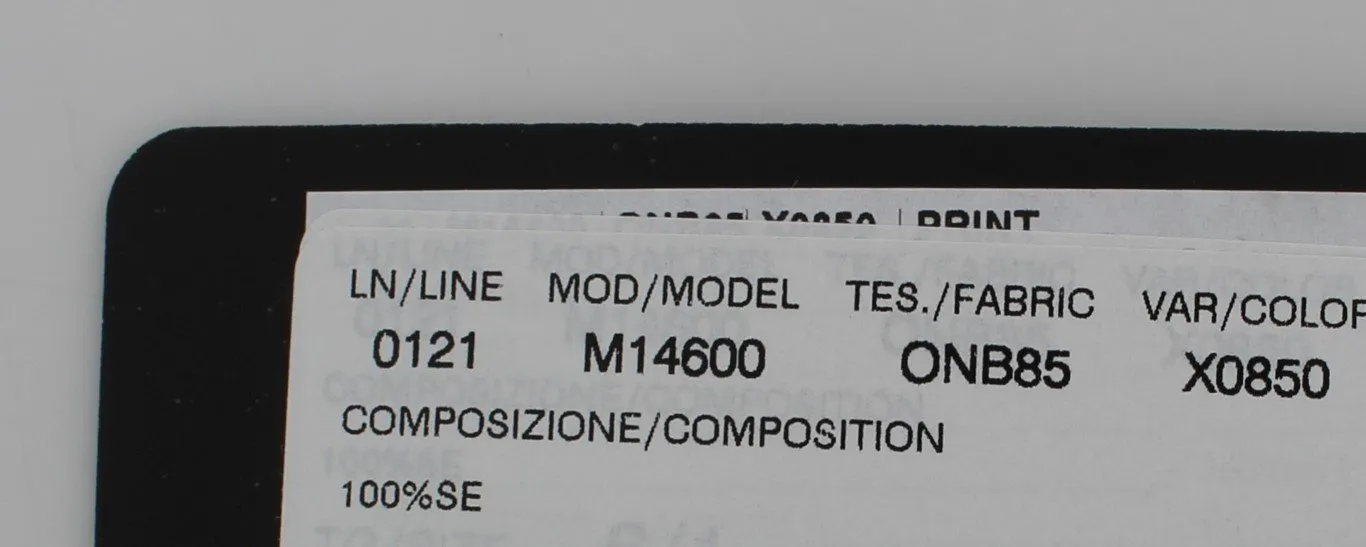 PRINT
LN/LINE MOD/MODEL TES./FABRIC VAR/COLOR
0121 M14600 ONB85 X0850
COMPOSIZIONE/COMPOSITION
100%SE